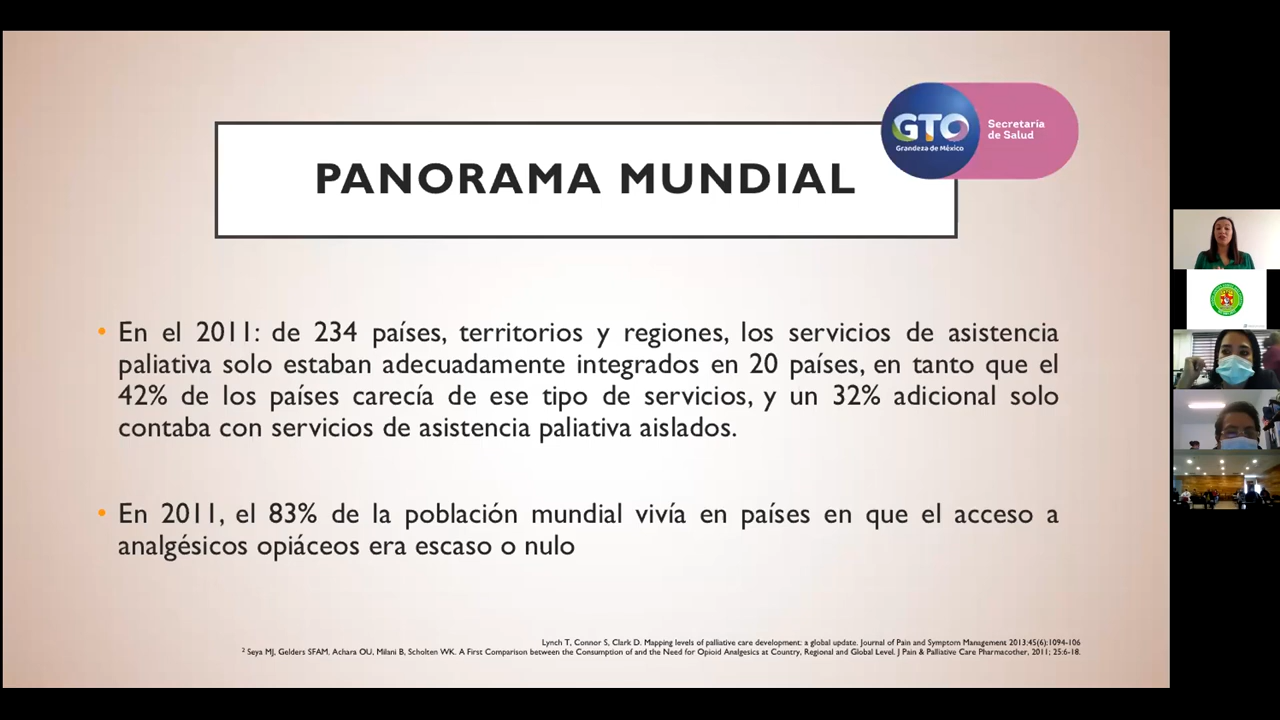 GTO
Grandeza de México
Secretaría
de Salud
PANORAMA MUNDIAL
• En el 2011: de 234 países, territorios y regiones, los servicios de asistencia
paliativa solo estaban adecuadamente integrados en 20 países, en tanto que el
42% de los países carecía de ese tipo de servicios, y un 32% adicional solo
contaba con servicios de asistencia paliativa aislados.
• En 2011, el 83% de la población mundial vivía en países en que el acceso a
analgésicos opiáceos era escaso o nulo
Lynch T, Connor S, Clark D. Mapping levels of palliative care development: a global update. Journal of Pain and Symptom Management 2013;45(6):1094-106
2 Seya MJ, Gelders SFAM, Achara OU, Milani B, Scholten WK. A First Comparison between the Consumption of and the Need for Opioid Analgesics at Country, Regional and Global Level. J Pain & Palliative Care Pharmacother, 2011; 25:6-18.